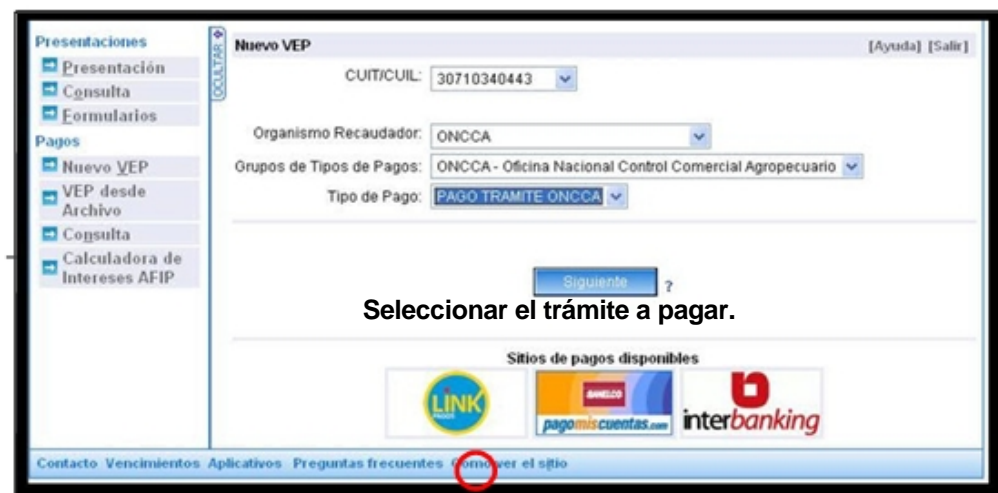 Presentaciones
Presentación
Consulta
Formularios
Pagos
Nuevo VEP
VEP desde
Archivo
Consulta
Calculadora de
Intereses AFIP
OCULTAR
Nuevo VEP [Ayuda] [Salir]
CUIT/CUIL: 30710340443
Organismo Recaudador: ONCCA
Grupos de Tipos de Pagos: ONCCA - Oficina Nacional Control Comercial Agropecuario
Tipo de Pago: PAGO TRAMITE ONCCA
Siguiente ?
Seleccionar el trámite a pagar.
Sitios de pagos disponibles
LINK
PAGOS
BANELCO
pagomiscuentas.com
interbanking
Contacto Vencimientos Aplicativos Preguntas frecuentes Como ver el sitio